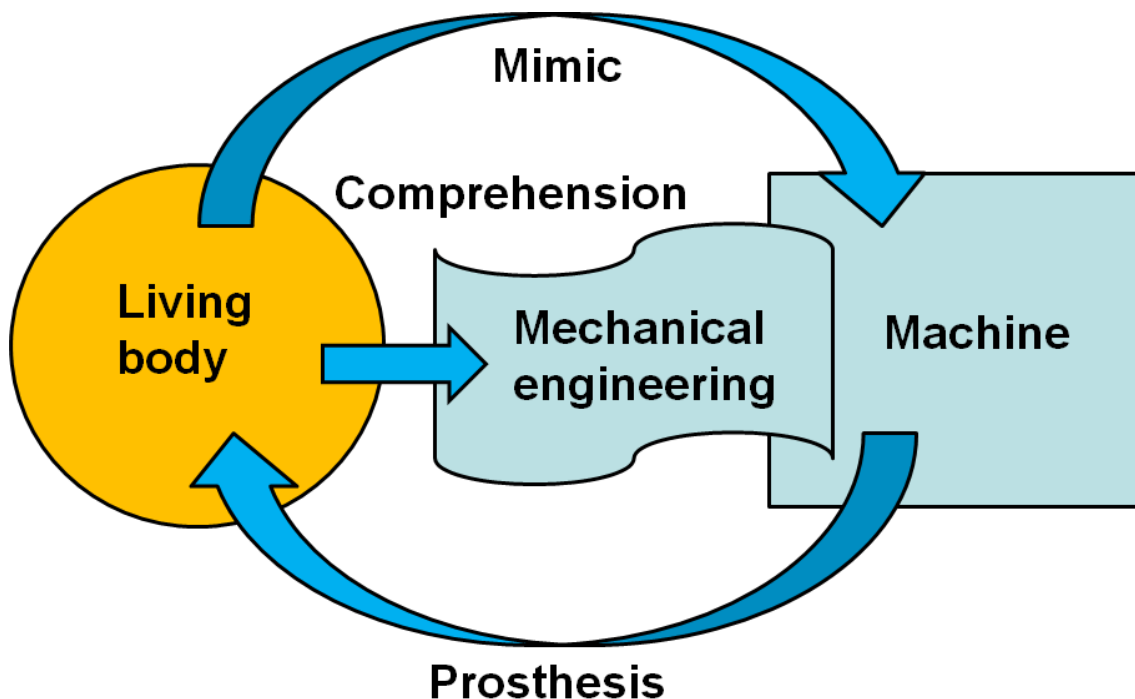 Mimic
Comprehension
Living
body
Mechanical
engineering
Machine
Prosthesis